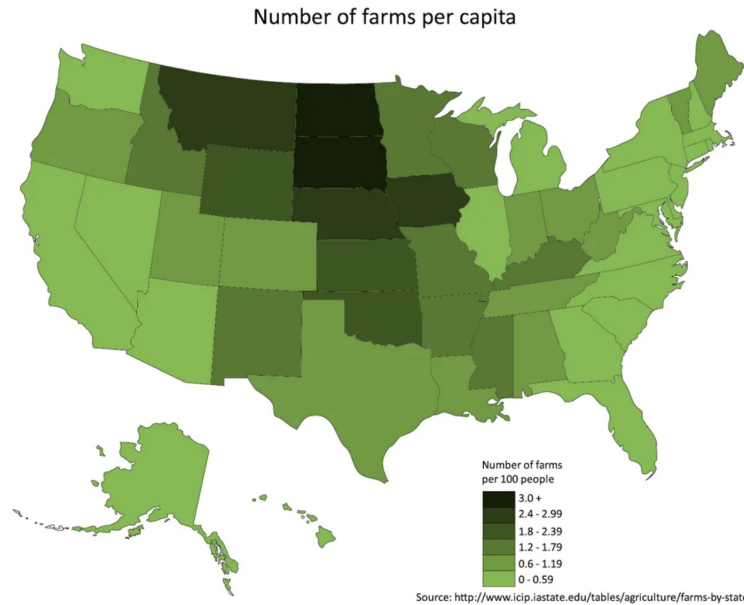 Number of farms per capita
Number of farms
per 100 people
3.0 +
2.4 - 2.99
1.8 - 2.39
1.2 - 1.79
0.6 - 1.19
0 - 0.59
Source: http://www.icip.iastate.edu/tables/agriculture/farms-by-state